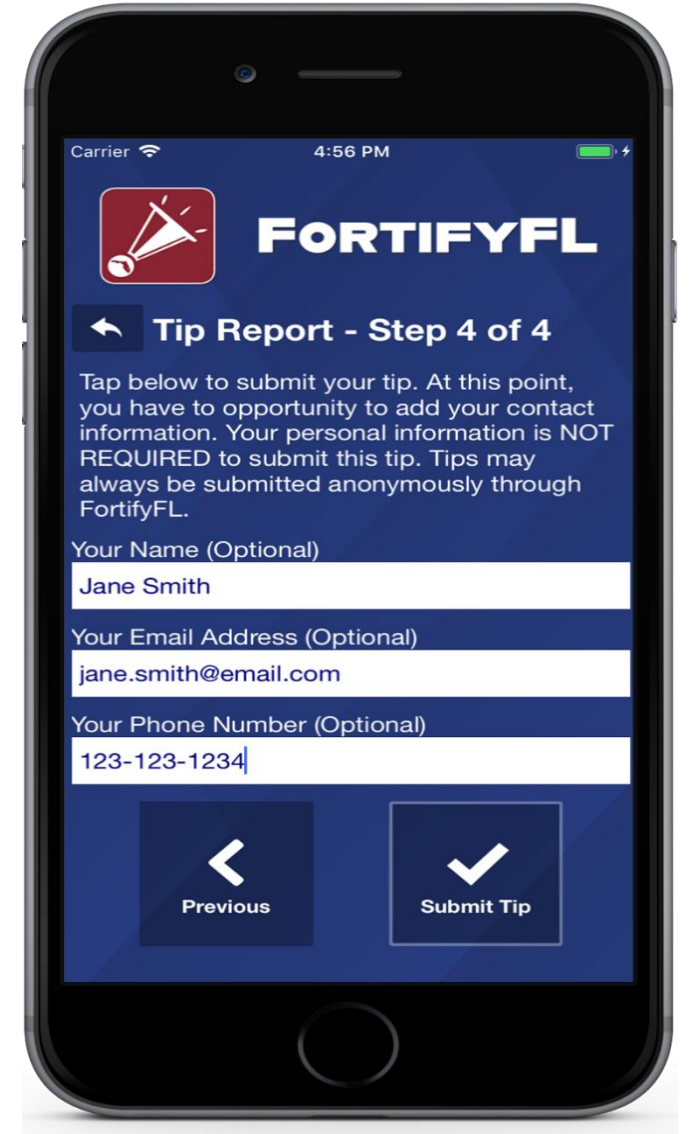 Carrier 4:56 PM
FORTIFYFL
Tip Report - Step 4 of 4
Tap below to submit your tip. At this point,
you have to opportunity to add your contact
information. Your personal information is NOT
REQUIRED to submit this tip. Tips may
always be submitted anonymously through
FortifyFL.
Your Name (Optional)
Jane Smith
Your Email Address (Optional)
jane.smith@email.com
Your Phone Number (Optional)
123-123-1234
Previous Submit Tip